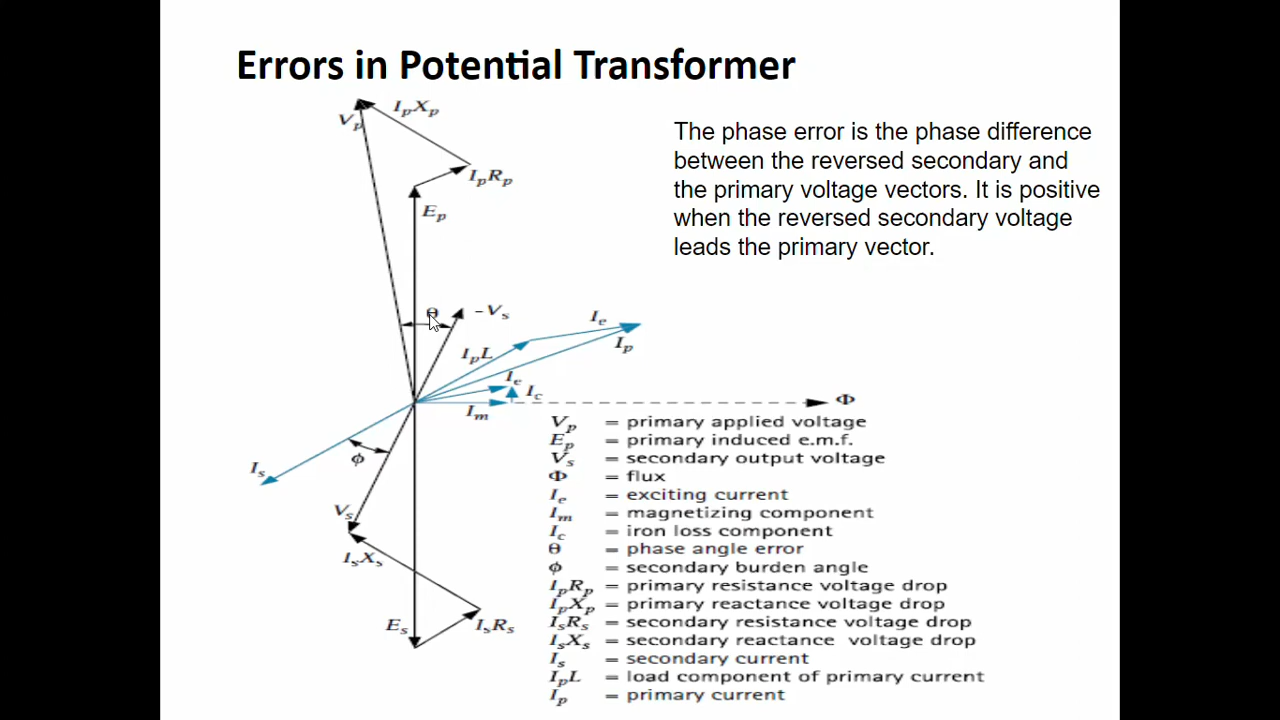 Errors in Potential Transformer
The phase error is the phase difference
between the reversed secondary and
the primary voltage vectors. It is positive
when the reversed secondary voltage
leads the primary vector.
Vp
IpXp
IpRp
Ep
Θ
-Vs
Ie
IpL
Ip
Ie
Ic
Im
Φ
Is
ϕ
Vs
IsXs
Es
IsRs
Vp = primary applied voltage
Ep = primary induced e.m.f.
Vs = secondary output voltage
Φ = flux
Ie = exciting current
Im = magnetizing component
Ic = iron loss component
Θ = phase angle error
ϕ = secondary burden angle
IpRp = primary resistance voltage drop
IpXp = primary reactance voltage drop
IsRs = secondary resistance voltage drop
IsXs = secondary reactance voltage drop
Is = secondary current
IpL = load component of primary current
Ip = primary current